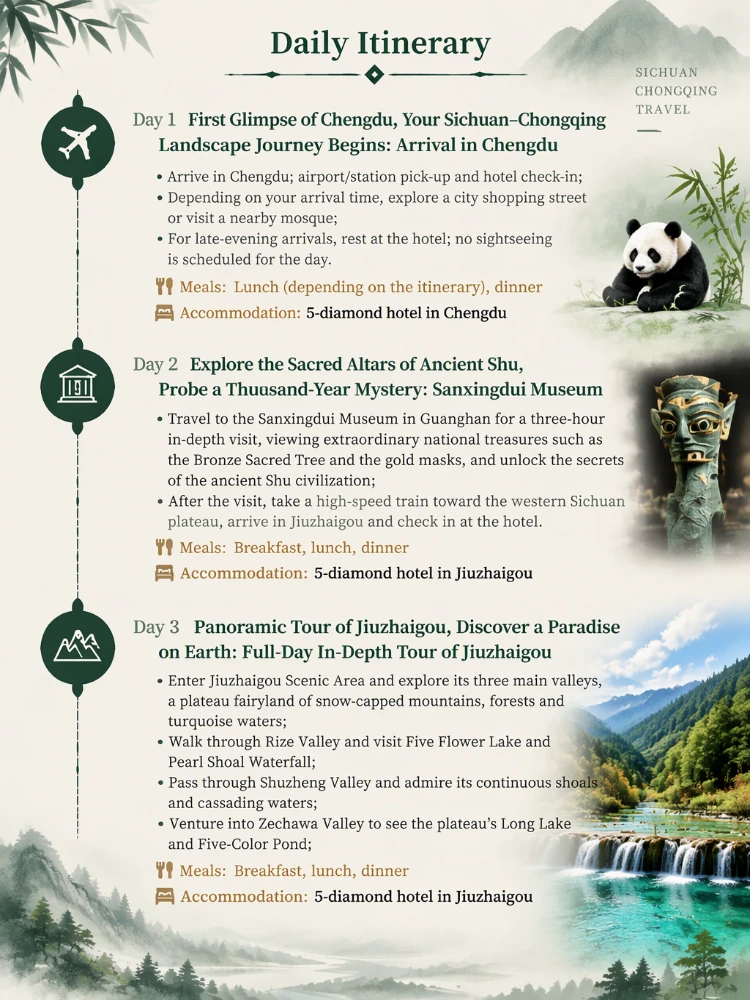 Daily Itinerary
SICHUAN
CHONGQING
TRAVEL
Day 1 First Glimpse of Chengdu, Your Sichuan–Chongqing
Landscape Journey Begins: Arrival in Chengdu
• Arrive in Chengdu; airport/station pick-up and hotel check-in;
• Depending on your arrival time, explore a city shopping street
or visit a nearby mosque;
• For late-evening arrivals, rest at the hotel; no sightseeing
is scheduled for the day.
Meals: Lunch (depending on the itinerary), dinner
Accommodation: 5-diamond hotel in Chengdu
Day 2 Explore the Sacred Altars of Ancient Shu,
Probe a Thuusand-Year Mystery: Sanxingdui Museum
• Travel to the Sanxingdui Museum in Guanghan for a three-hour
in-depth visit, viewing extraordinary national treasures such as
the Bronze Sacred Tree and the gold masks, and unlock the secrets
of the ancient Shu civilization;
• After the visit, take a high-speed train toward the western Sichuan
plateau, arrive in Jiuzhaigou and check in at the hotel.
Meals: Breakfast, lunch, dinner
Accommodation: 5-diamond hotel in Jiuzhaigou
Day 3 Panoramic Tour of Jiuzhaigou, Discover a Paradise
on Earth: Full-Day In-Depth Tour of Jiuzhaigou
• Enter Jiuzhaigou Scenic Area and explore its three main valleys,
a plateau fairyland of snow-capped mountains, forests and
turquoise waters;
• Walk through Rize Valley and visit Five Flower Lake and
Pearl Shoal Waterfall;
• Pass through Shuzheng Valley and admire its continuous shoals
and cassading waters;
• Venture into Zechawa Valley to see the plateau's Long Lake
and Five-Color Pond;
Meals: Breakfast, lunch, dinner
Accommodation: 5-diamond hotel in Jiuzhaigou